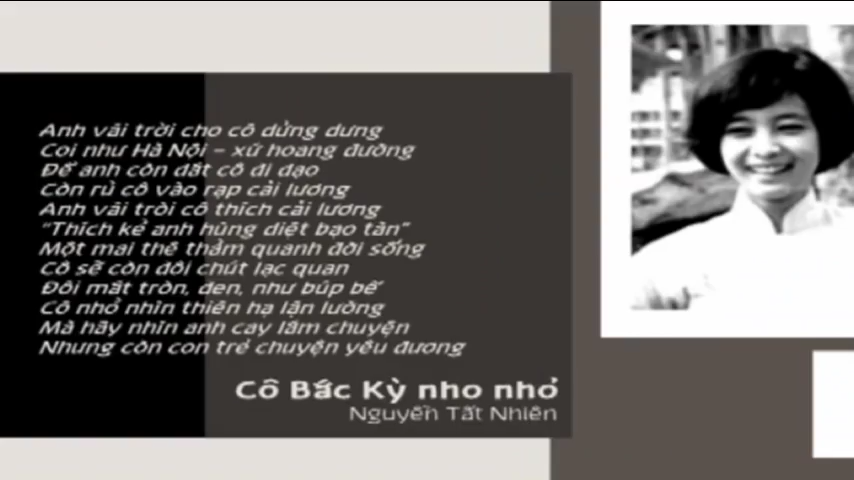 Anh vái trời cho cô dửng dưng
Coi như Hà Nội – xứ hoang đường
Để anh còn dắt cô đi dạo
Còn rủ cô vào rạp cải lương
Anh vái trời cô thích cải lương
"Thích kẻ anh hùng diệt bạo tàn"
Một mai thê thảm quanh đời sống
Cô sẽ còn đôi chút lạc quan
Đôi mắt tròn, đen, như búp bế
Cô nhỏ nhìn thiên hạ lận lường
Mà hãy nhìn anh cay lắm chuyện
Nhưng còn con trẻ chuyện yêu đương
Cô Bắc Kỳ nho nhỏ
Nguyễn Tất Nhiên